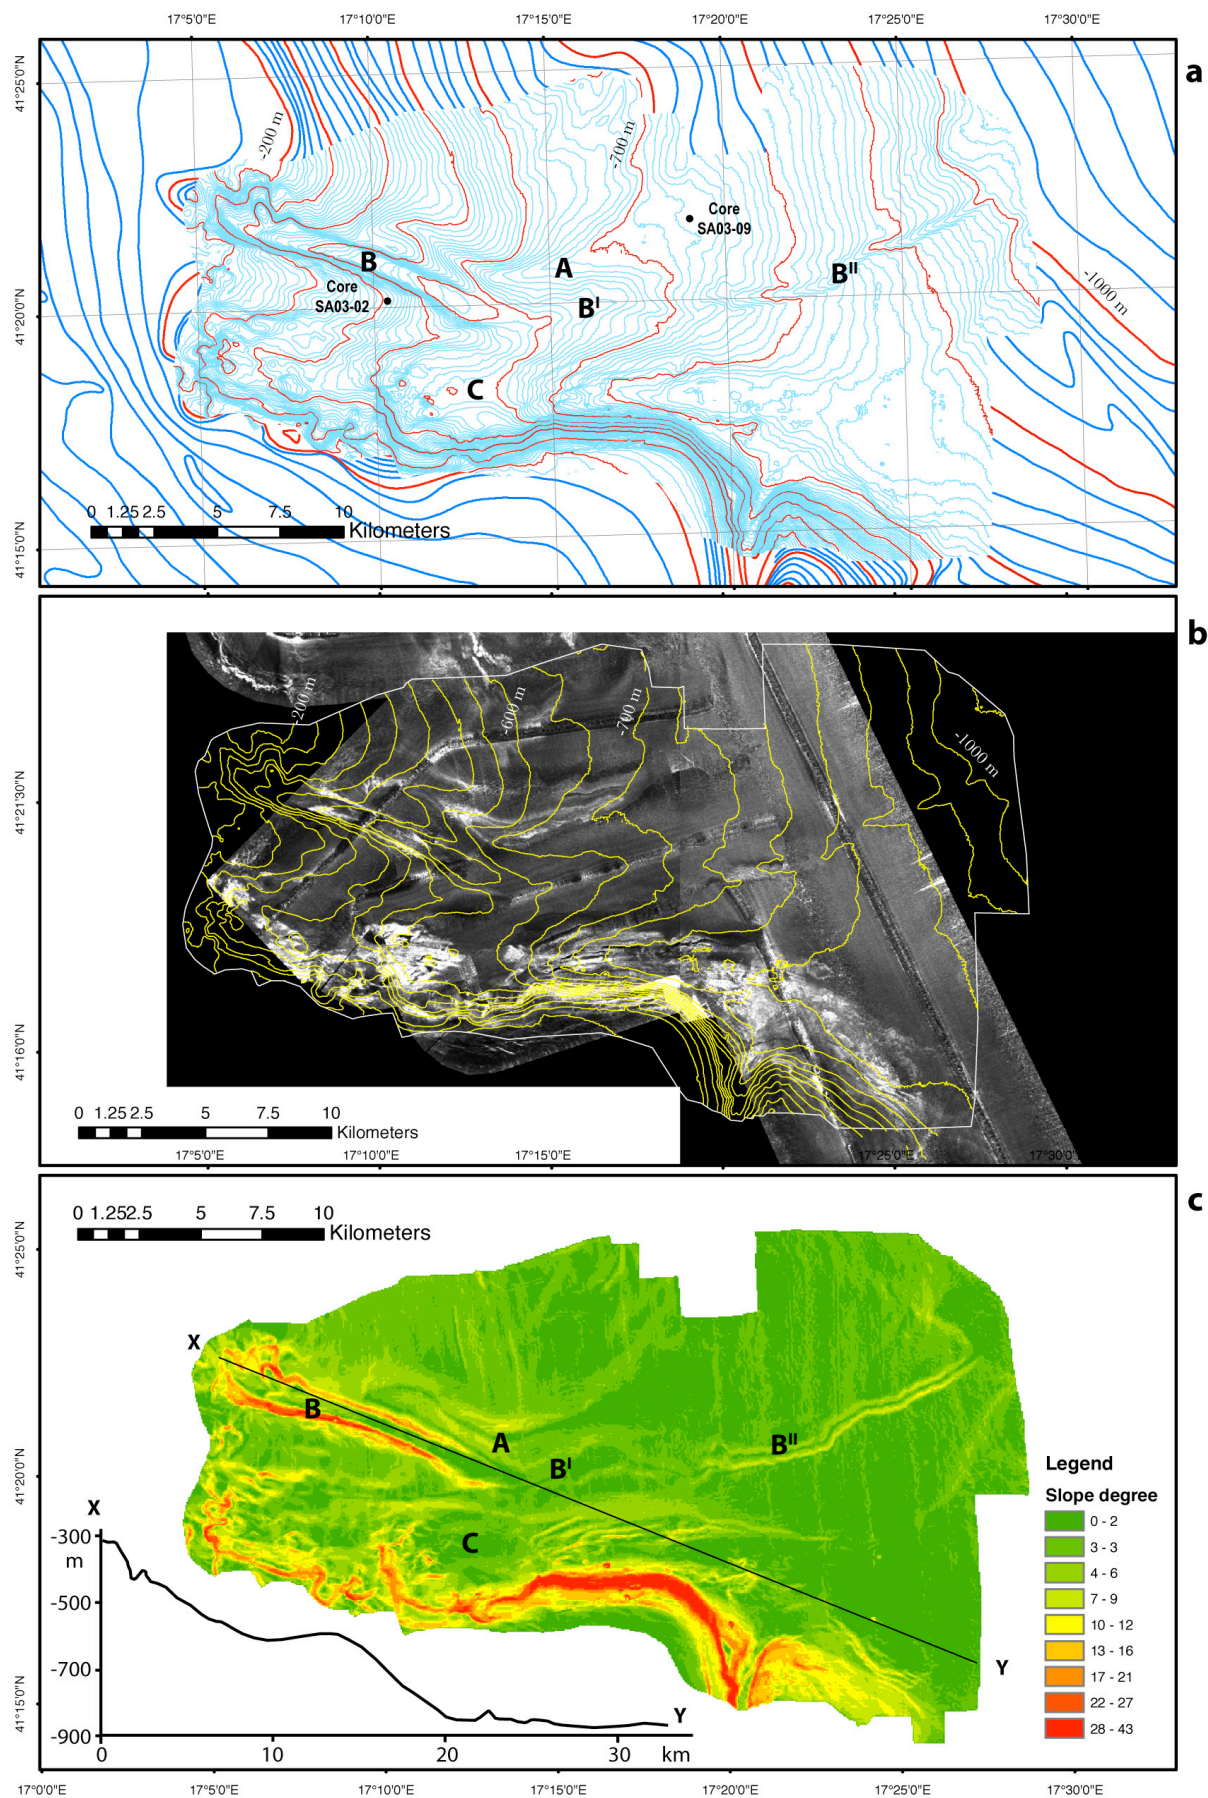 17°5'0"E 17°10'0"E 17°15'0"E 17°20'0"E 17°25'0"E 17°30'0"E
a
41°25'0"N
-200 m
-700 m
Core
SA03-09
B
A
B^II
Core
SA03-02
B^I
-1000 m
41°20'0"N
C
0 1.25 2.5 5 7.5 10
Kilometers
41°15'0"N
b
-200 m
-600 m
-700 m
-1000 m
41°21'30"N
41°16'0"N
0 1.25 2.5 5 7.5 10
Kilometers
17°5'0"E 17°10'0"E 17°15'0"E 17°25'0"E 17°30'0"
c
0 1.252.5 5 7.5 10
Kilometers
41°25'0"N
X
B
A
B^I
B^II
41°20'0"N
C
Legend
Slope degree
0 - 2
3 - 3
4 - 6
7 - 9
10 - 12
13 - 16
17 - 21
22 - 27
28 - 43
Y
X
-300
m
-500
-700
-900
Y
0 10 20 30 km
41°15'0"N
17°0'0"E 17°5'0"E 17°10'0"E 17°15'0"E 17°20'0"E 17°25'0"E 17°30'0"E